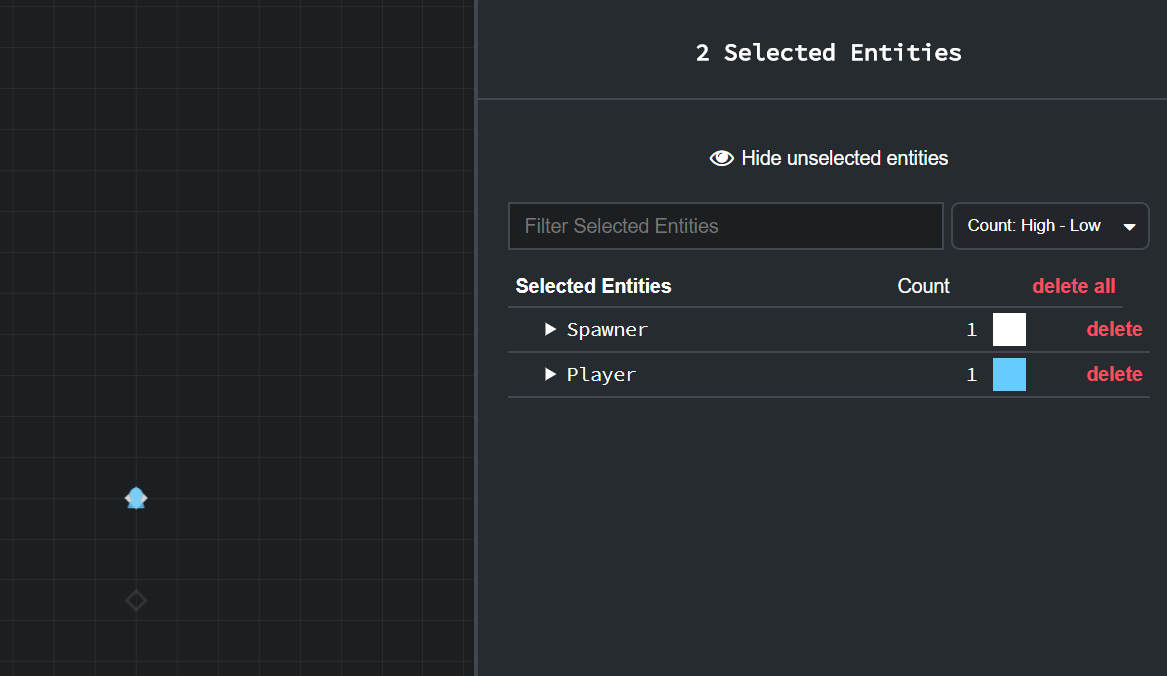 2 Selected Entities
Hide unselected entities
Filter Selected Entities
Count: High - Low
Selected Entities Count delete all
Spawner 1 delete
Player 1 delete